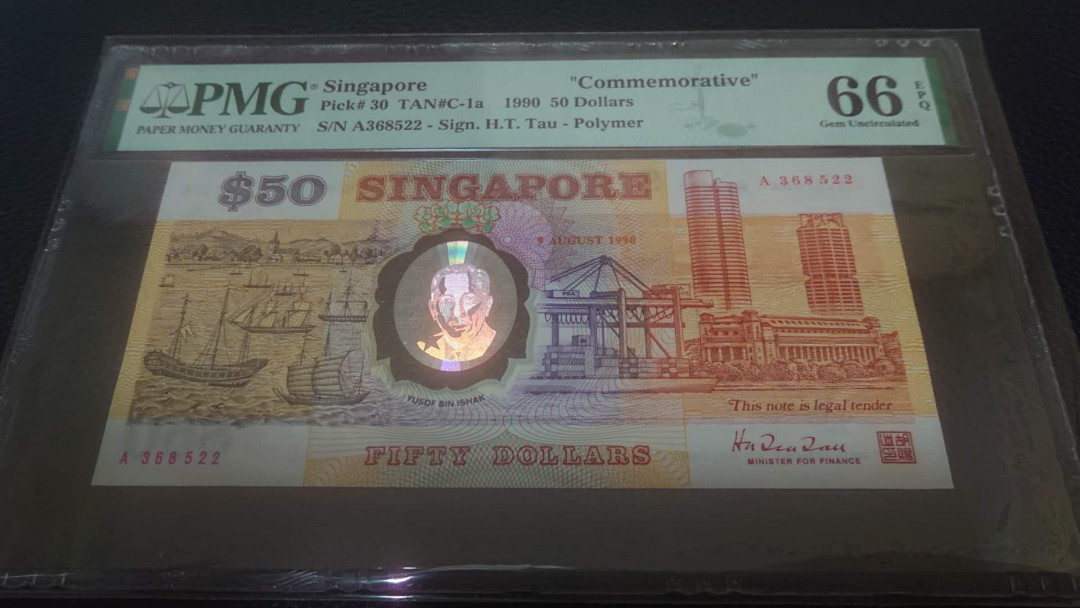 PMG® Singapore "Commemorative" 66 EPQ
Pick# 30 TAN#C-1a 1990 50 Dollars
PAPER MONEY GUARANTY S/N A368522 - Sign. H.T. Tau - Polymer Gem Uncirculated
$50 SINGAPORE A 368522
9 AUGUST 1990
PSA
YUSOF BIN ISHAK
This note is legal tender
A 368522 FIFTY DOLLARS
MINISTER FOR FINANCE